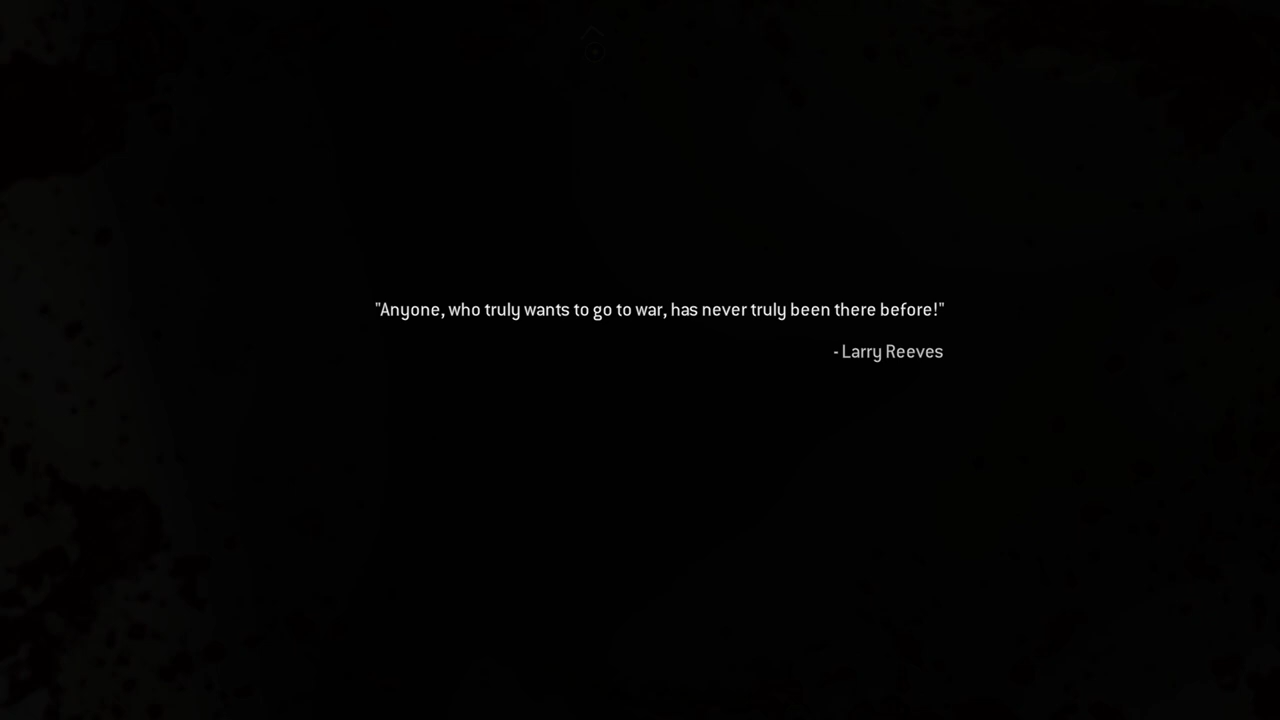 "Anyone, who truly wants to go to war, has never truly been there before!"
- Larry Reeves